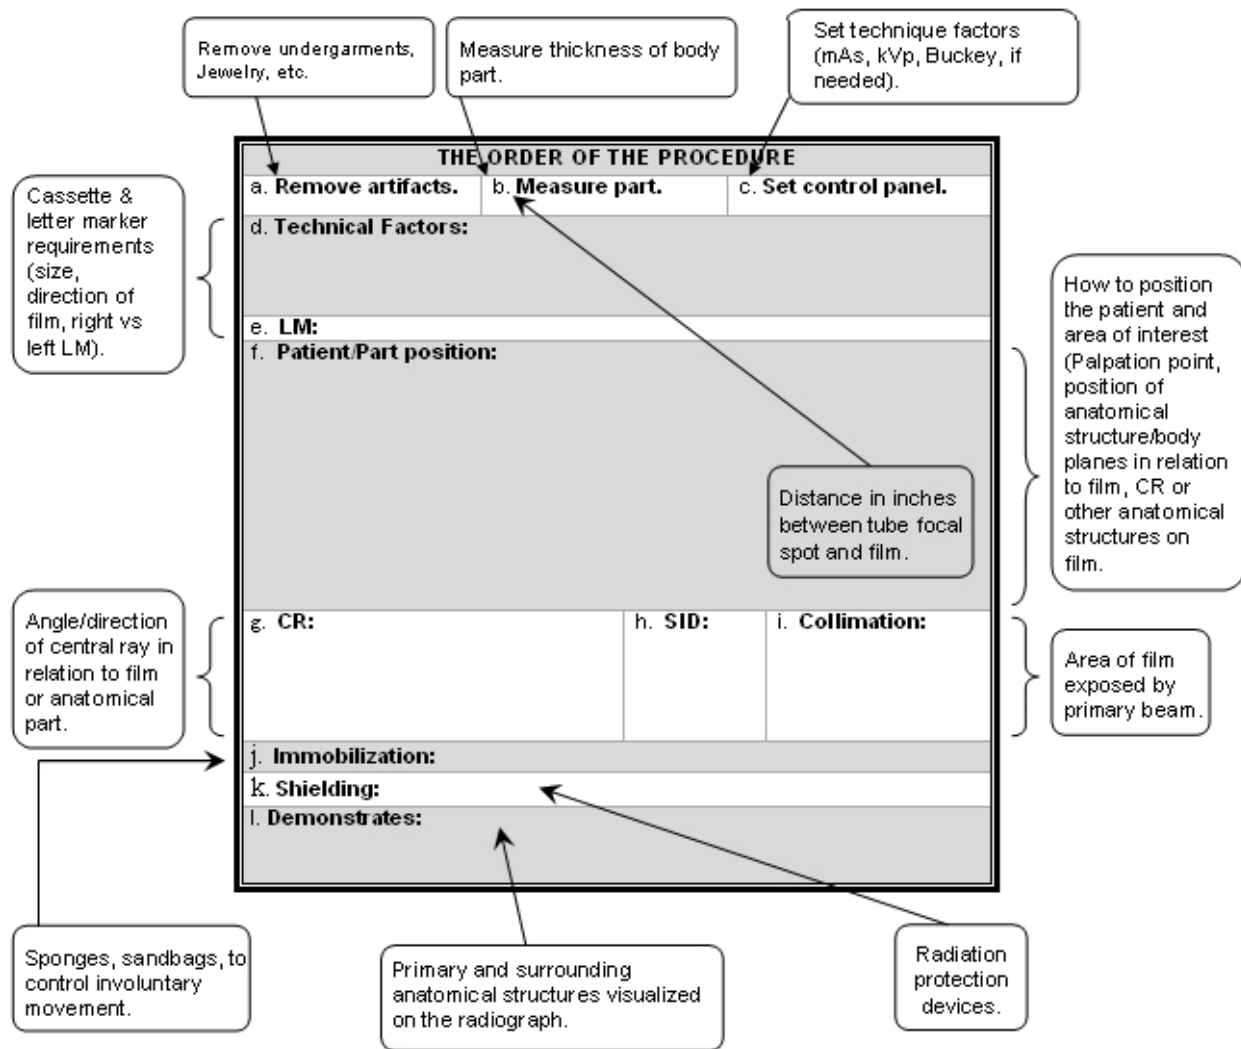 Remove undergarments,
Jewelry, etc.
Measure thickness of body
part.
Set technique factors
(mAs, kVp, Buckey, if
needed).
THE ORDER OF THE PROCEDURE
a. Remove artifacts.
b. Measure part.
c. Set control panel.
Cassette &
letter marker
requirements
(size,
direction of
film, right vs
left LM).
d. Technical Factors:
e. LM:
f. Patient/Part position:
How to position
the patient and
area of interest
(Palpation point,
position of
anatomical
structure/body
planes in relation
to film, CR or
other anatomical
structures on
film.
Distance in inches
between tube focal
spot and film.
Angle/direction
of central ray in
relation to film
or anatomical
part.
g. CR:
h. SID:
i. Collimation:
Area of film
exposed by
primary beam.
j. Immobilization:
k. Shielding:
l. Demonstrates:
Sponges, sandbags, to
control involuntary
movement.
Primary and surrounding
anatomical structures visualized
on the radiograph.
Radiation
protection
devices.